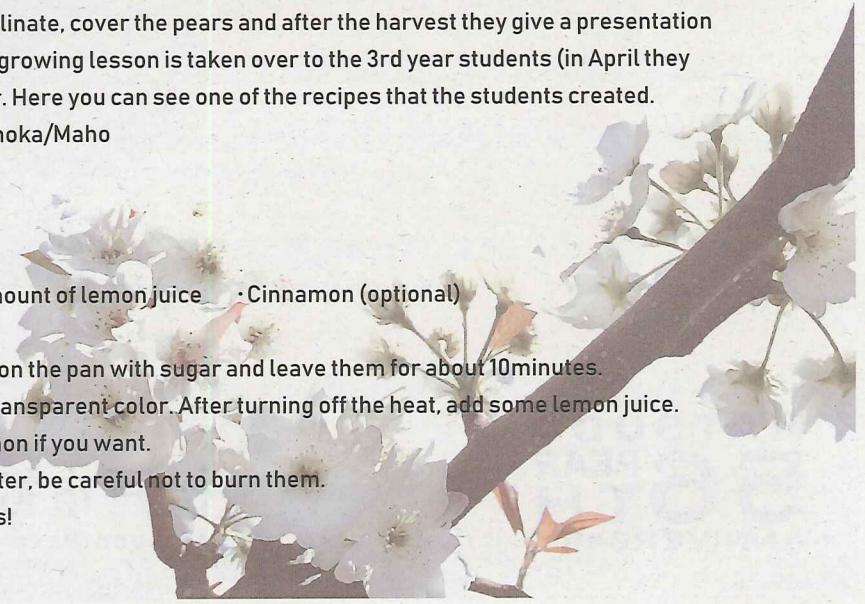 linate, cover the pears and after the harvest they give a presentation
growing lesson is taken over to the 3rd year students (in April they
. Here you can see one of the recipes that the students created.
noka/Maho
ount of lemon juice ・Cinnamon (optional)
on the pan with sugar and leave them for about 10minutes.
ansparent color. After turning off the heat, add some lemon juice.
on if you want.
ter, be careful not to burn them.
s!